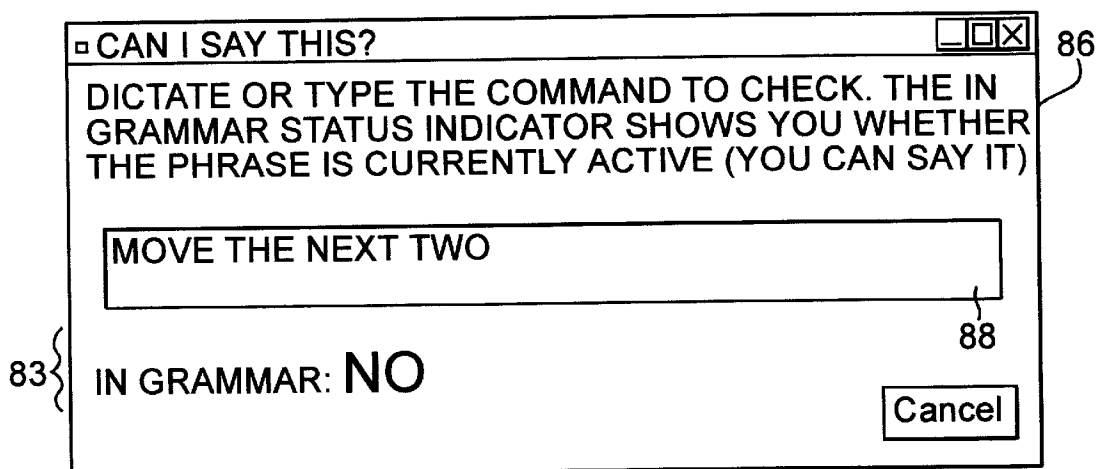 CAN I SAY THIS?
86
DICTATE OR TYPE THE COMMAND TO CHECK. THE IN
GRAMMAR STATUS INDICATOR SHOWS YOU WHETHER
THE PHRASE IS CURRENTLY ACTIVE (YOU CAN SAY IT)
MOVE THE NEXT TWO
88
83
IN GRAMMAR: NO
Cancel